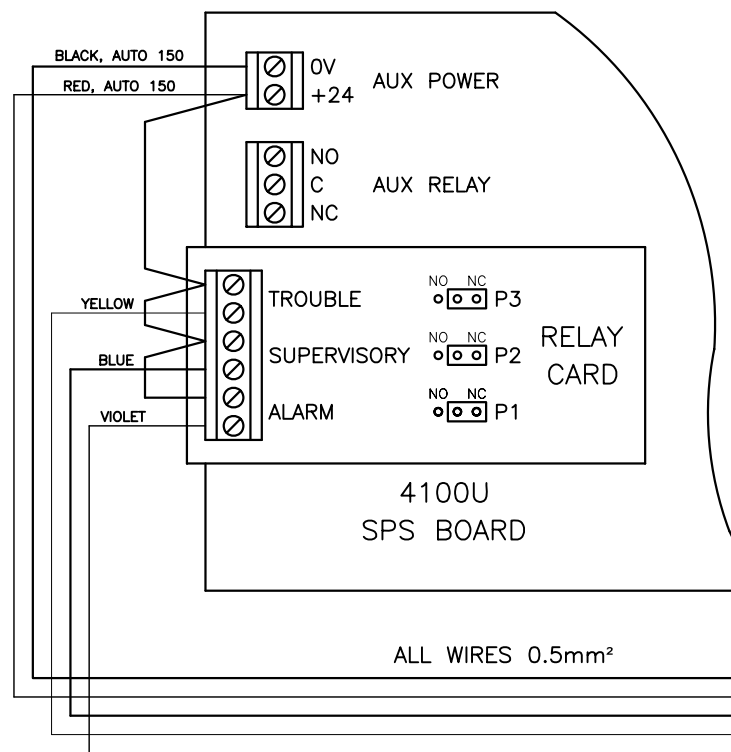 BLACK, AUTO 150
RED, AUTO 150
0V
+24
AUX POWER
NO
C
NC
AUX RELAY
YELLOW
BLUE
VIOLET
TROUBLE
SUPERVISORY
ALARM
NO NC
P3
NO NC
P2
NO NC
P1
RELAY
CARD
4100U
SPS BOARD
ALL WIRES 0.5mm²